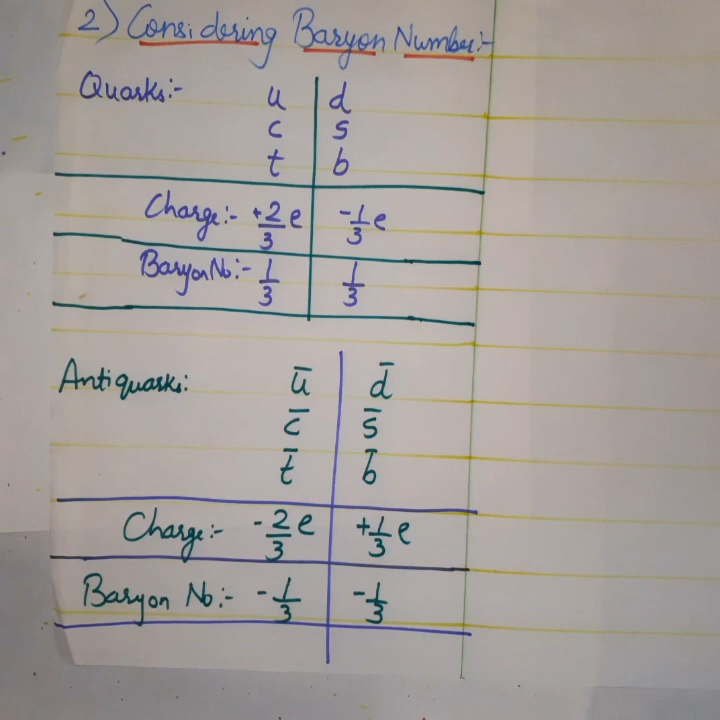 2) Considering Baryon Number:-
Quarks:- u d
c s
t b
Charge:- +2/3 e -1/3 e
Baryon No:- 1/3 1/3
Antiquarks: ū d̄
c̄ s̄
t̄ b̄
Charge:- -2/3 e +1/3 e
Baryon No:- -1/3 -1/3